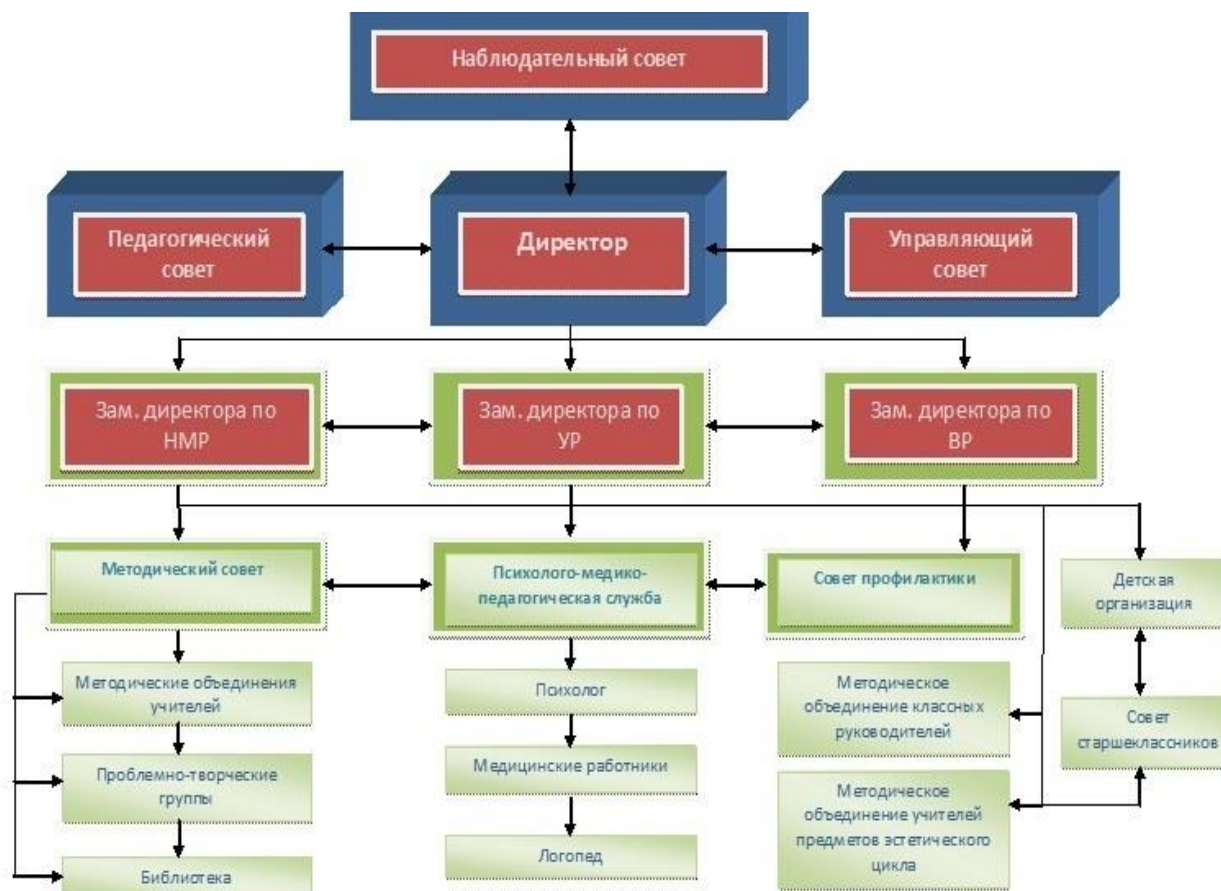 Наблюдательный совет
Педагогический
совет
Директор
Управляющий
совет
Зам. директора по
НМР
Зам. директора по
УР
Зам. директора по
ВР
Методический совет
Психолого-медико-
педагогическая служба
Совет профилактики
Детская
организация
Методические объединения
учителей
Психолог
Методическое
объединение классных
руководителей
Совет
старшеклассников
Проблемно-творческие
группы
Медицинские работники
Методическое
объединение учителей
предметов эстетического
цикла
Библиотека
Логопед